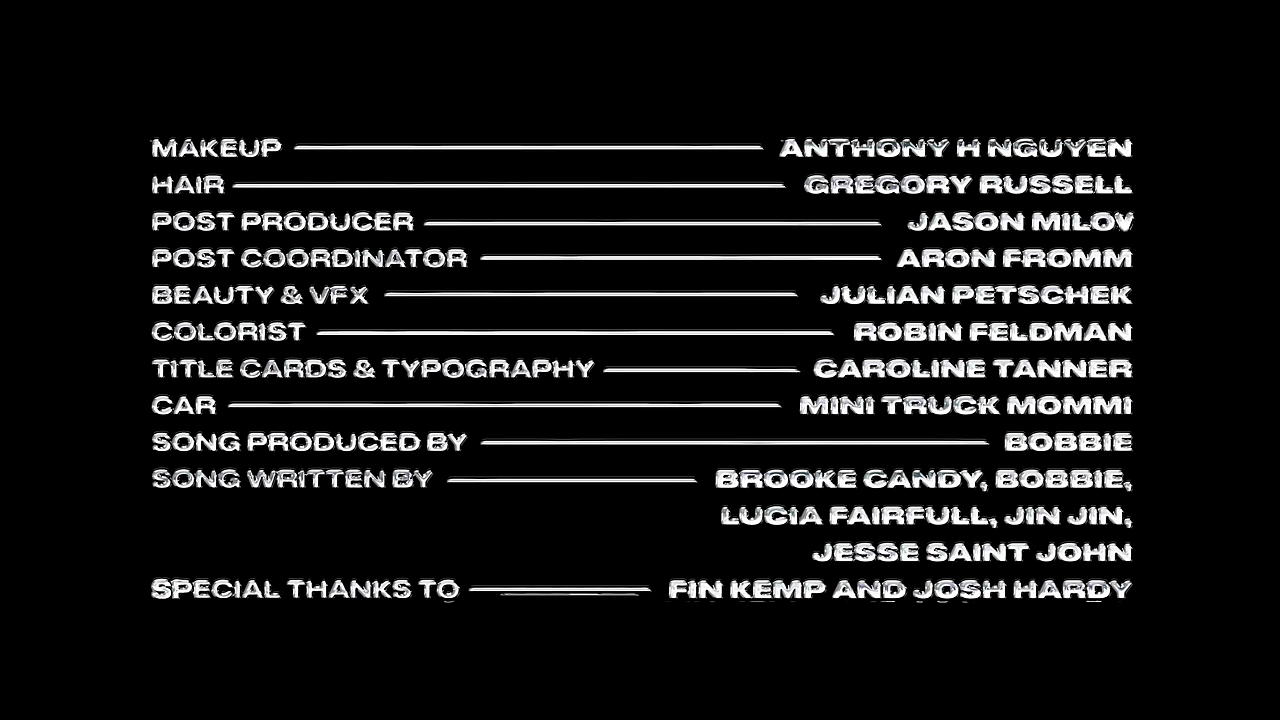 MAKEUP ANTHONY H NGUYEN
HAIR GREGORY RUSSELL
POST PRODUCER JASON MILOV
POST COORDINATOR ARON FROMM
BEAUTY & VFX JULIAN PETSCHEK
COLORIST ROBIN FELDMAN
TITLE CARDS & TYPOGRAPHY CAROLINE TANNER
CAR MINI TRUCK MOMMI
SONG PRODUCED BY BOBBIE
SONG WRITTEN BY BROOKE CANDY, BOBBIE,
LUCIA FAIRFULL, JIN JIN,
JESSE SAINT JOHN
SPECIAL THANKS TO FIN KEMP AND JOSH HARDY